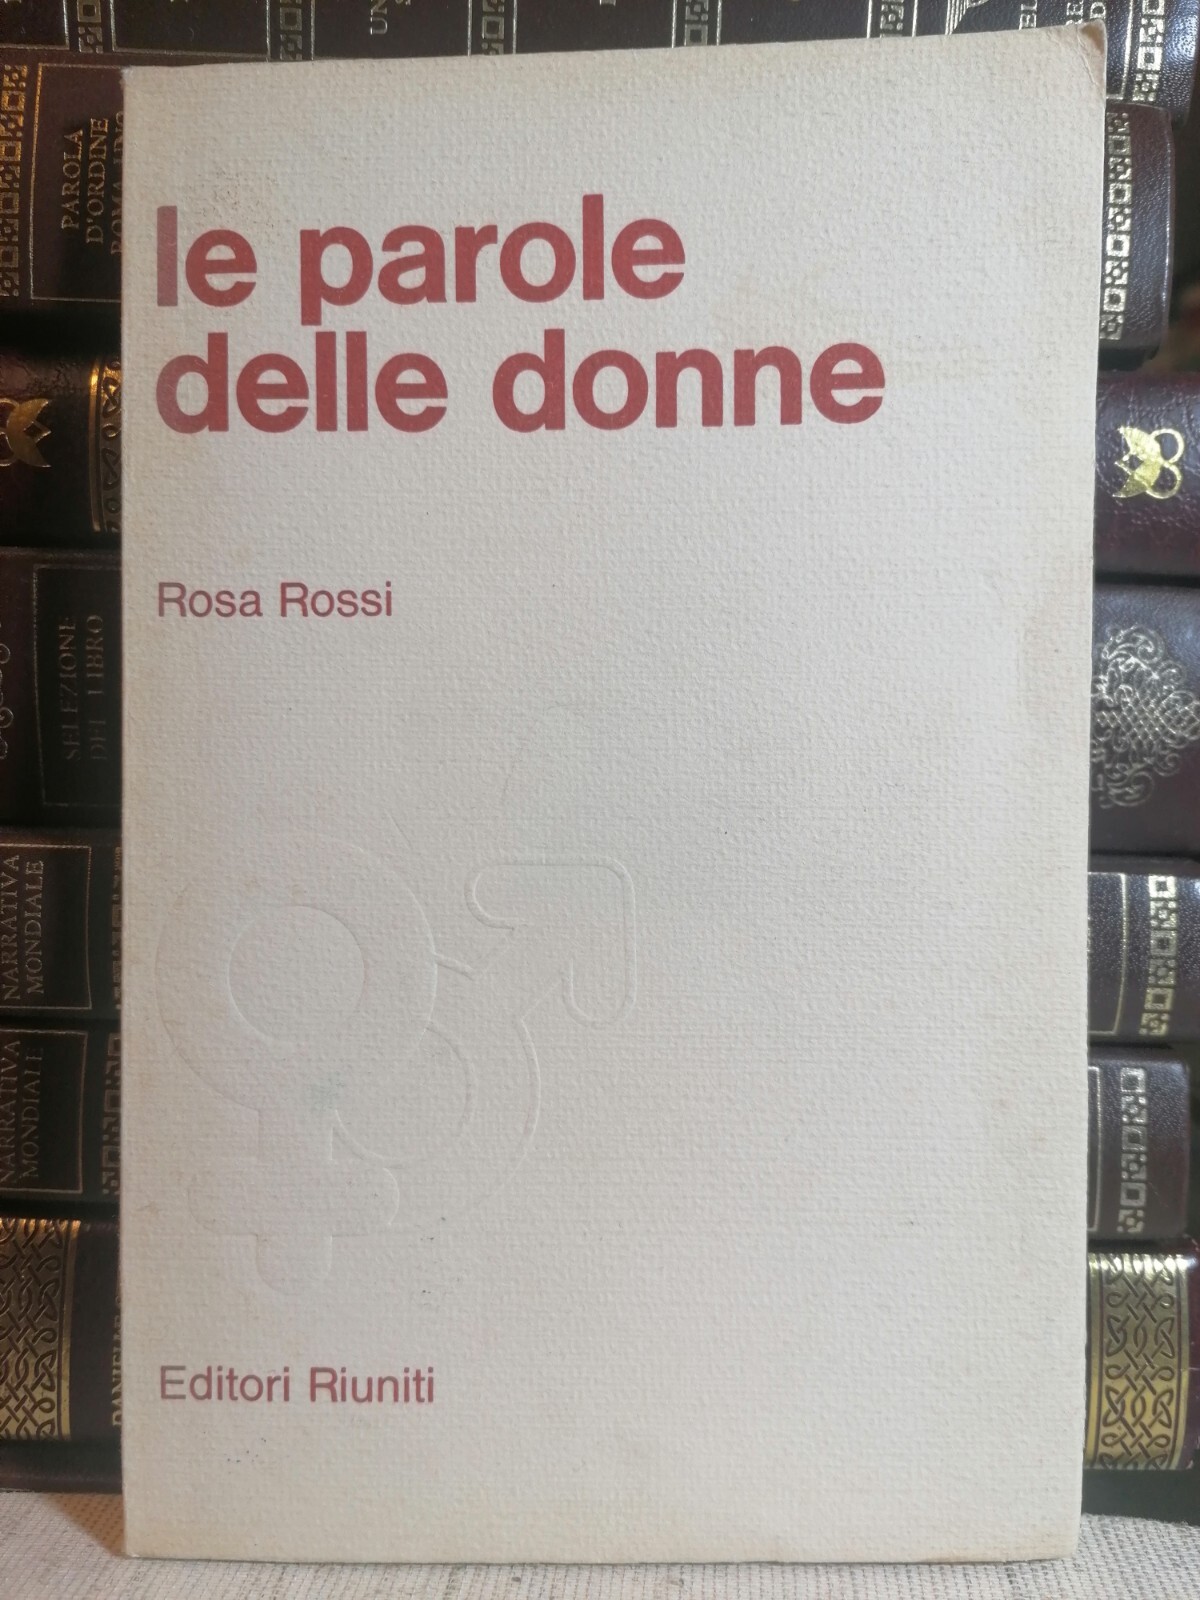 le parole
delle donne
Rosa Rossi
Editori Riuniti
PAROLA
D'ORDINE
SELEZIONE
DEL LIBRO
NARRATIVA
MONDIALE
NARRATIVA
MONDIALE